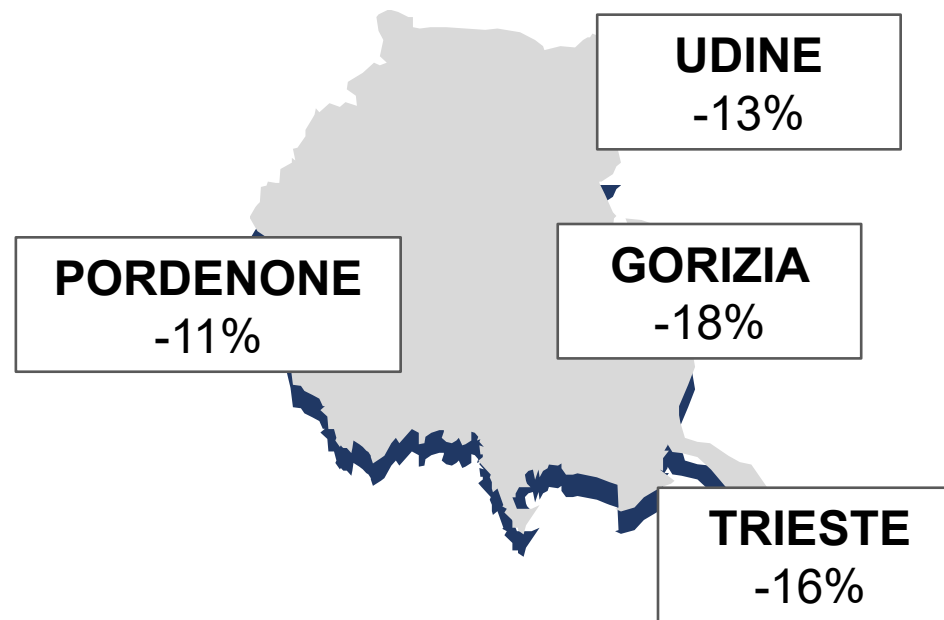 UDINE
-13%
PORDENONE
-11%
GORIZIA
-18%
TRIESTE
-16%